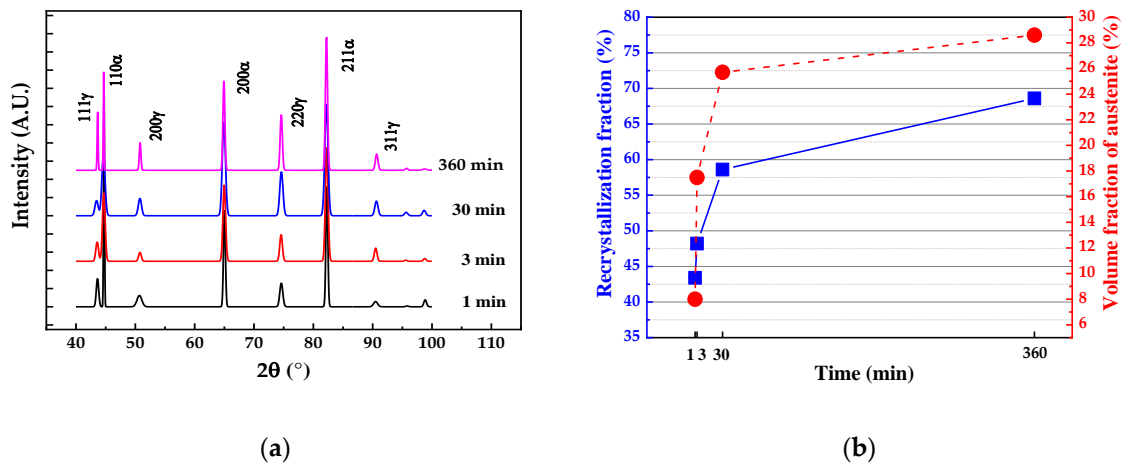 Intensity (A.U.)
111γ
110α
200γ
200α
220γ
211α
311γ
360 min
30 min
3 min
1 min
40 50 60 70 80 90 100 110
2θ (°)
(a)
Recrystallization fraction (%)
80
75
70
65
60
55
50
45
40
35
Volume fraction of austenite (%)
30
28
26
24
22
20
18
16
14
12
10
8
6
1 3 30 360
Time (min)
(b)